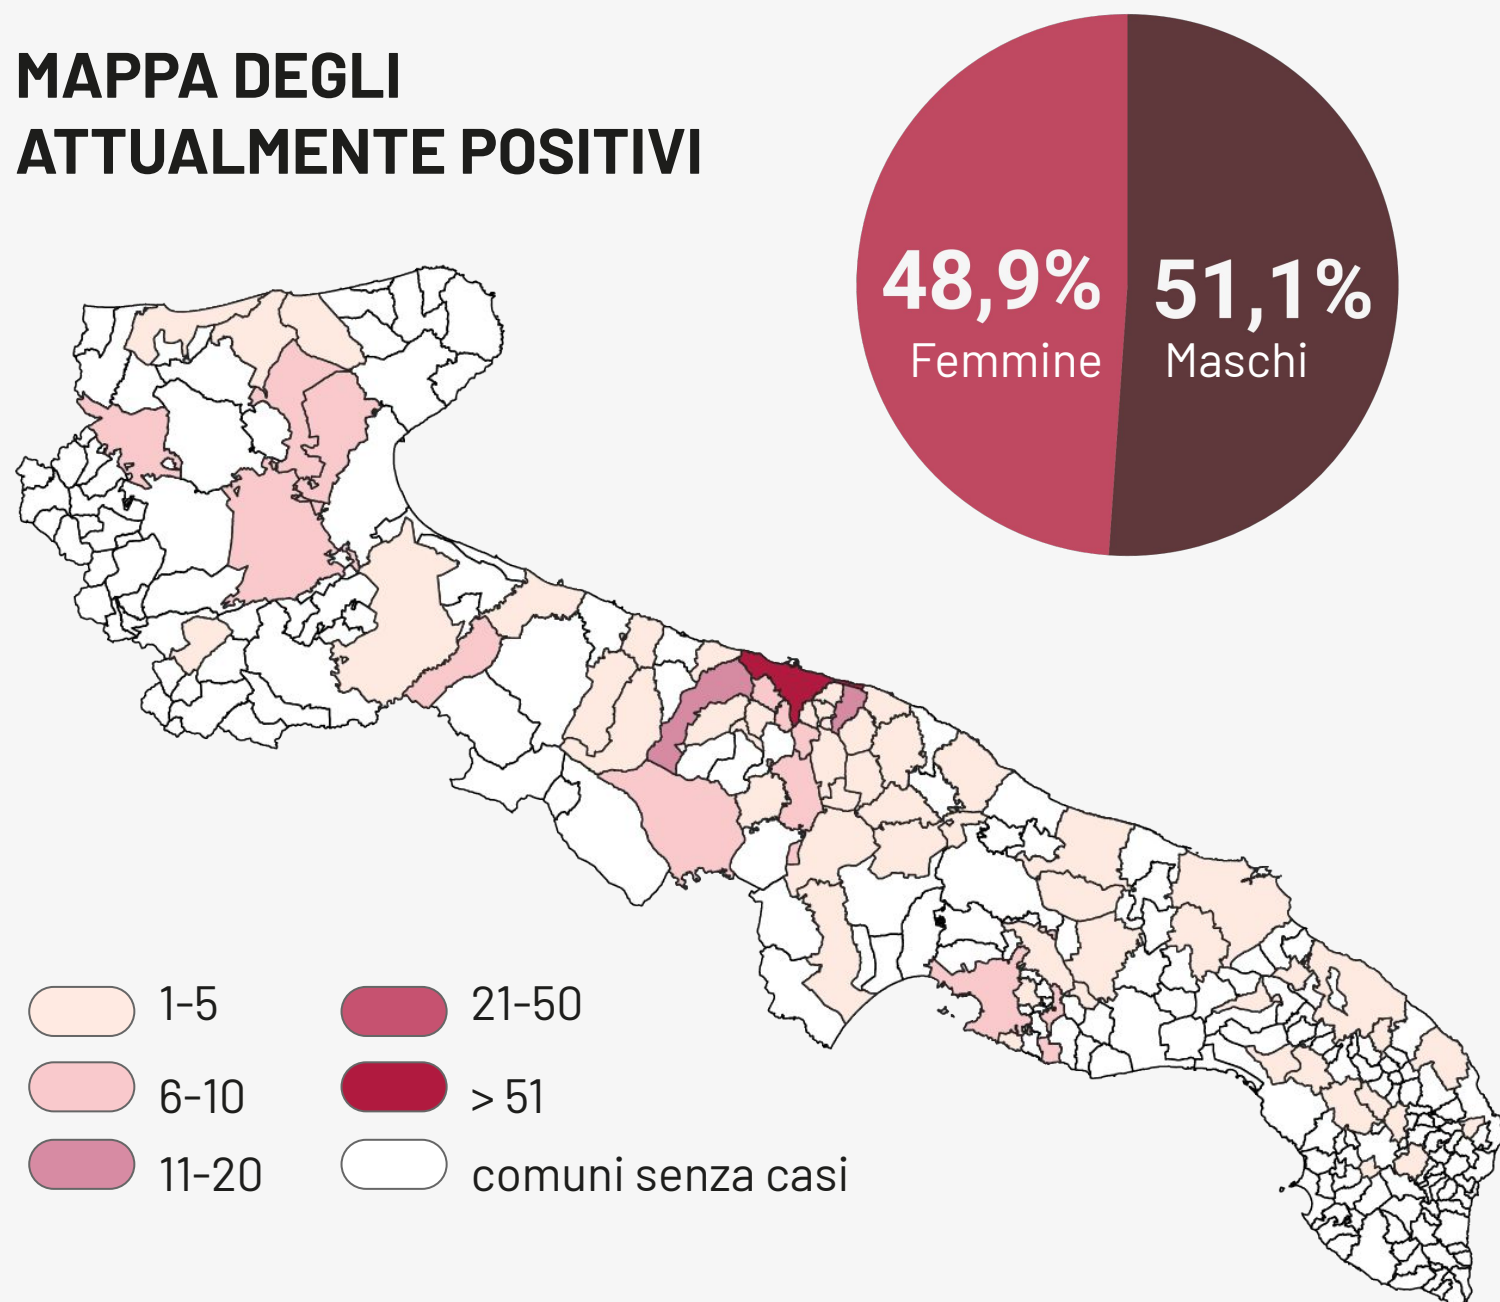 MAPPA DEGLI
ATTUALMENTE POSITIVI
48,9%
Femmine
51,1%
Maschi
1-5
6-10
11-20
21-50
> 51
comuni senza casi